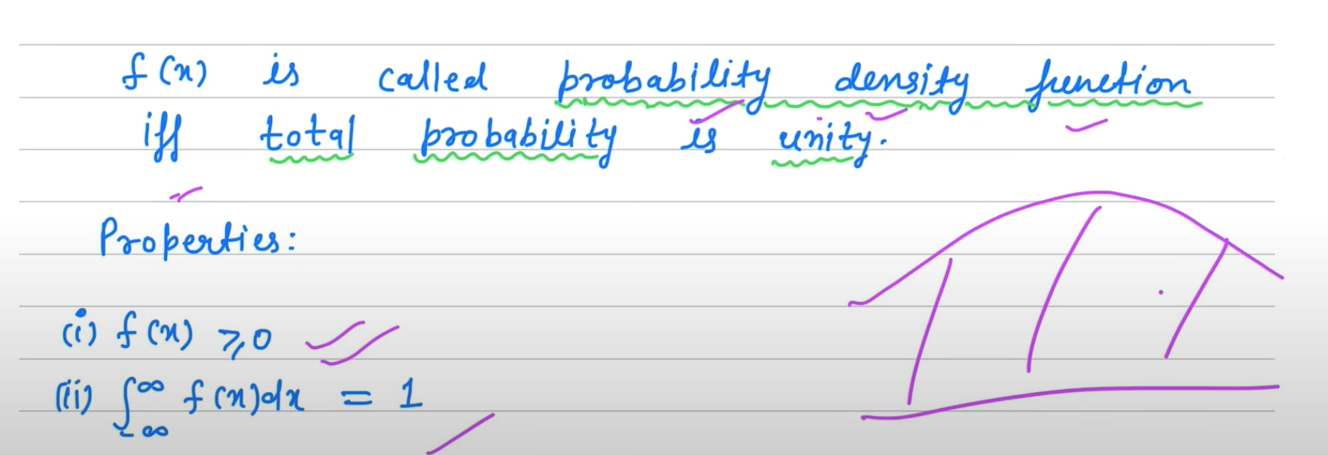 f(x) is called probability density function
iff total probability is unity.
Properties:
(i) f(x) ≥ 0
(ii) ∫_{-∞}^{∞} f(x)dx = 1